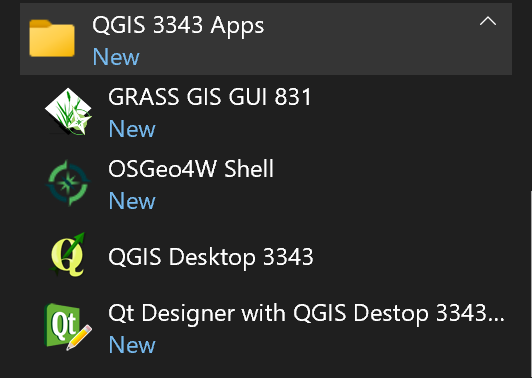 QGIS 3343 Apps
New
GRASS GIS GUI 831
New
OSGeo4W Shell
New
QGIS Desktop 3343
Qt Designer with QGIS Destop 3343...
Qt
New